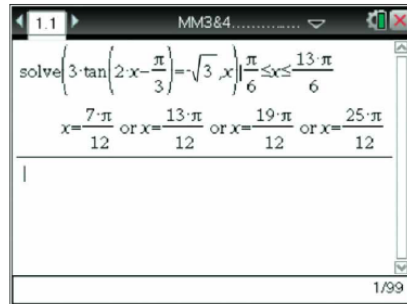 1.1 MM3&4..............
solve(3·tan(2·x-π/3)=-√3,x)|π/6≤x≤13·π/6
x=7·π/12 or x=13·π/12 or x=19·π/12 or x=25·π/12
1/99